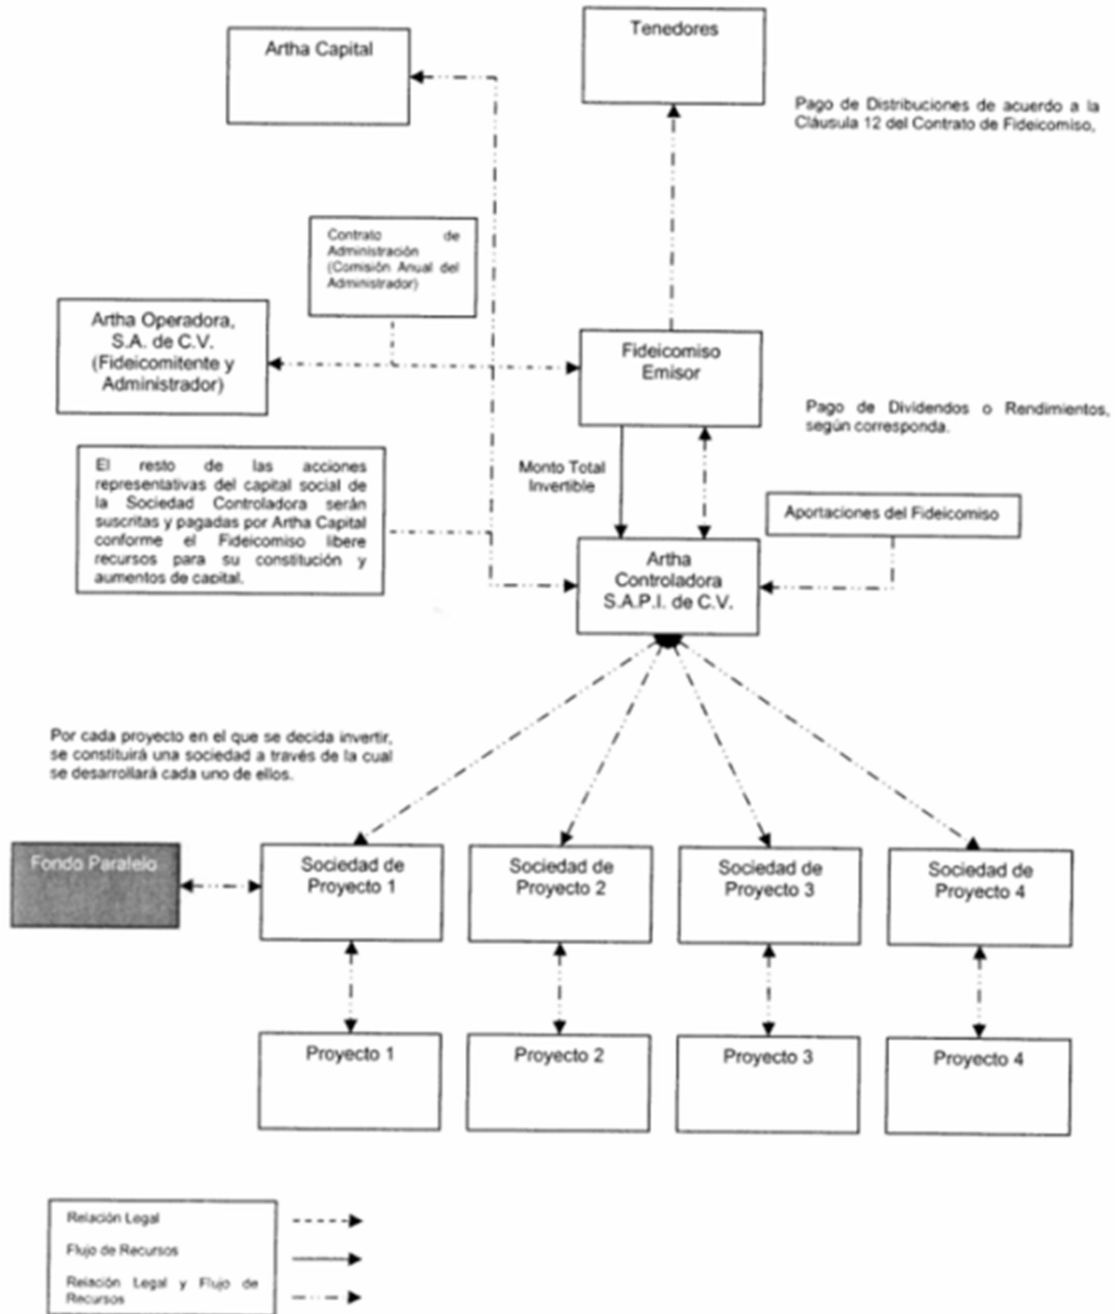 Artha Capital
Tenedores
Pago de Distribuciones de acuerdo a la
Cláusula 12 del Contrato de Fideicomiso,
Contrato de
Administración
(Comisión Anual del
Administrador)
Artha Operadora,
S.A. de C.V.
(Fideicomitente y
Administrador)
Fideicomiso
Emisor
Pago de Dividendos o Rendimientos,
según corresponda.
El resto de las acciones
representativas del capital social de
la Sociedad Controladora serán
suscritas y pagadas por Artha Capital
conforme el Fideicomiso libere
recursos para su constitución y
aumentos de capital.
Monto Total
Invertible
Aportaciones del Fideicomiso
Artha
Controladora
S.A.P.I. de C.V.
Por cada proyecto en el que se decida invertir,
se constituirá una sociedad a través de la cual
se desarrollará cada uno de ellos.
Fondo Paralelo
Sociedad de
Proyecto 1
Sociedad de
Proyecto 2
Sociedad de
Proyecto 3
Sociedad de
Proyecto 4
Proyecto 1
Proyecto 2
Proyecto 3
Proyecto 4
Relación Legal
Flujo de Recursos
Relación Legal y Flujo de
Recursos